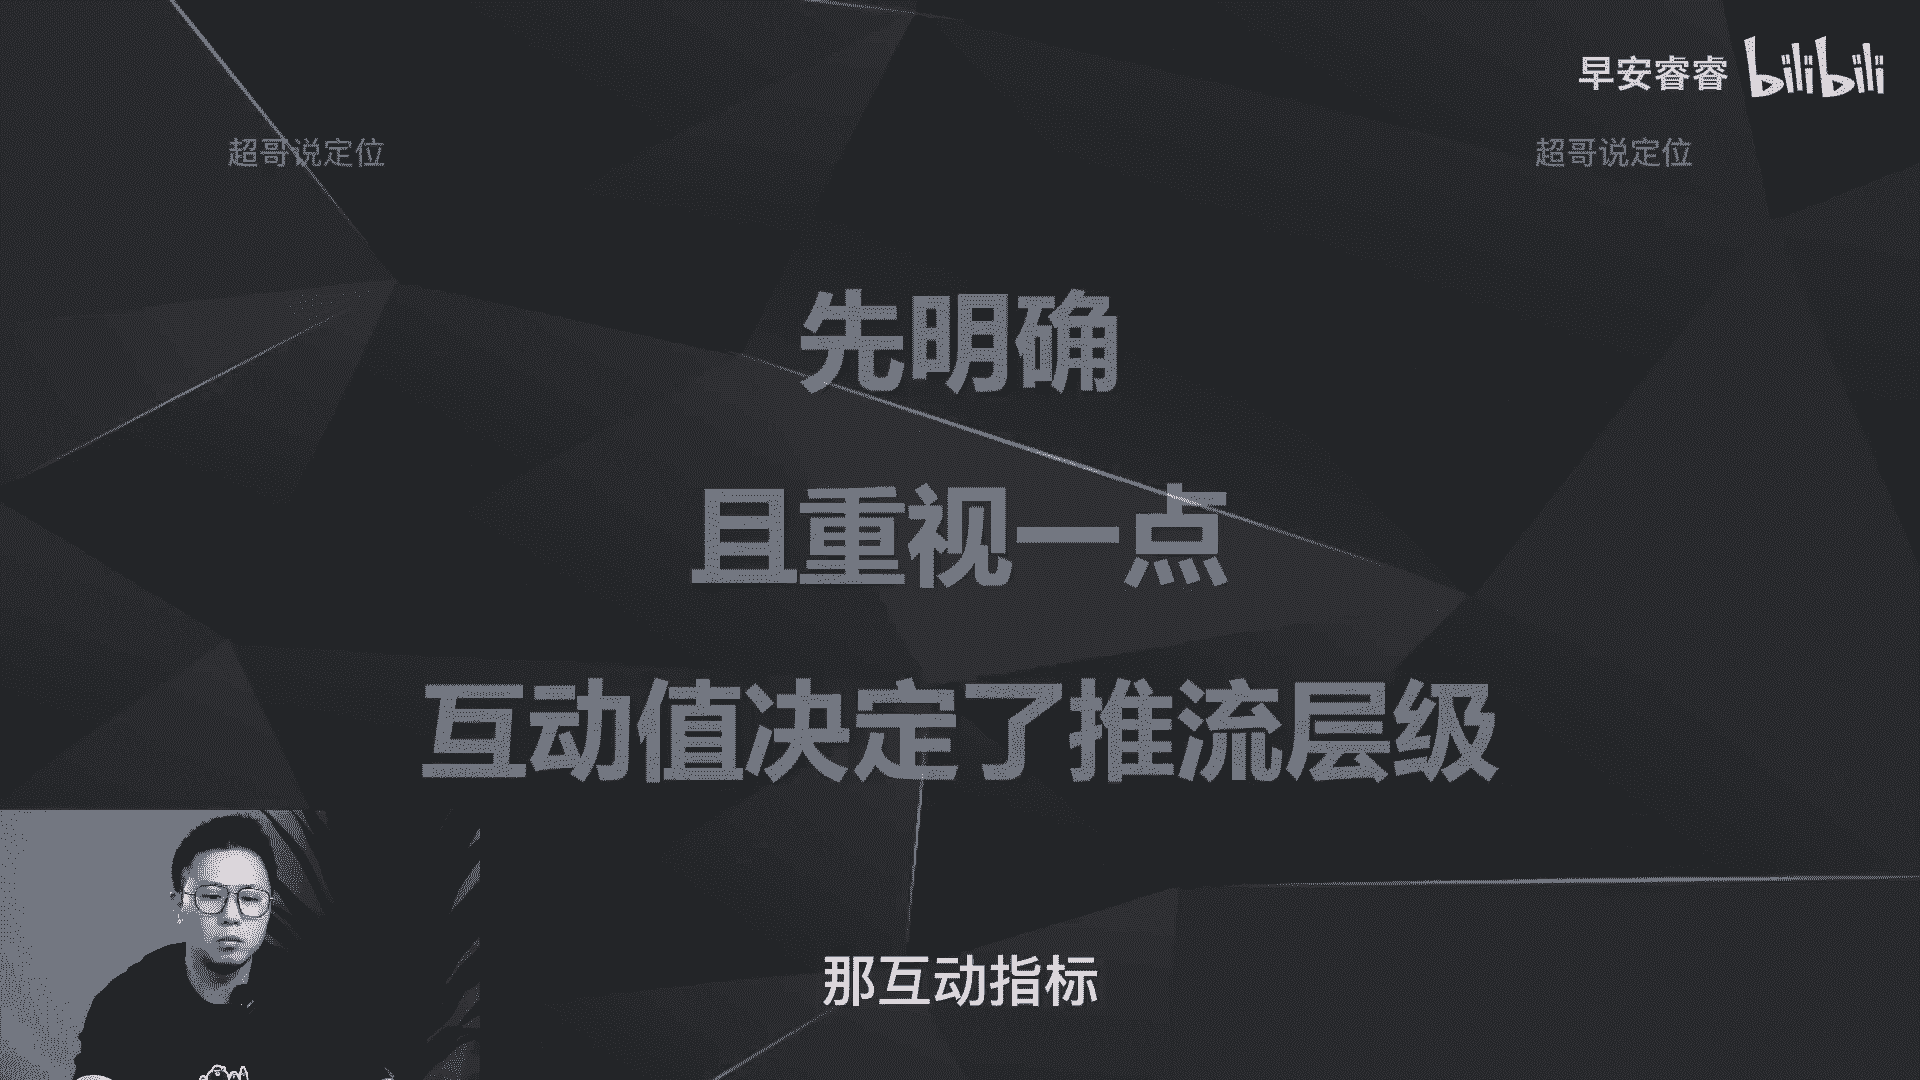 早安睿睿 bilibili
超哥说定位 超哥说定位
先明确
且重视一点
互动值决定了推流层级
那互动指标